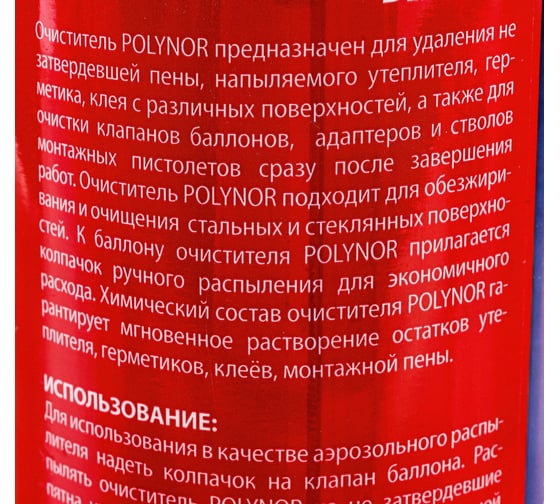 Очиститель POLYNOR предназначен для удаления не
затвердевшей пены, напыляемого утеплителя, гер-
метика, клея с различных поверхностей, а также для
очистки клапанов баллонов, адаптеров и стволов
монтажных пистолетов сразу после завершения
работ. Очиститель POLYNOR подходит для обезжири-
вания и очищения стальных и стеклянных поверхно-
стей. К баллону очистителя POLYNOR прилагается
колпачок ручного распыления для экономичного
расхода. Химический состав очистителя POLYNOR га-
рантирует мгновенное растворение остатков уте-
плителя, герметиков, клеёв, монтажной пены.
ИСПОЛЬЗОВАНИЕ:
Для использования в качестве аэрозольного распы-
лителя надеть колпачок на клапан баллона. Рас-
пылять очиститель POLYNOR на не затвердевшие